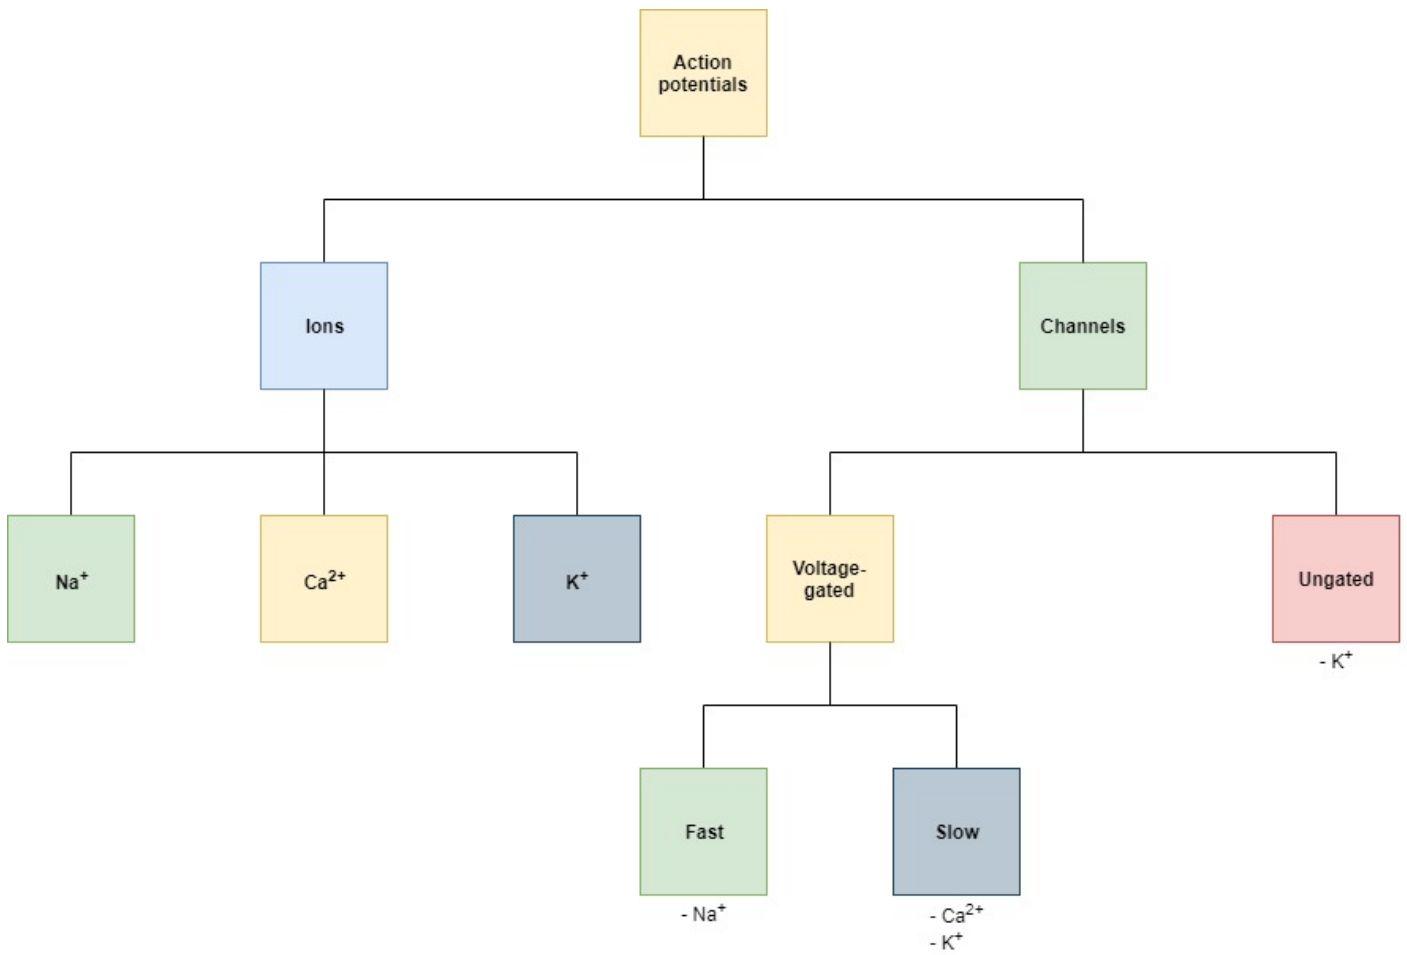 Action
potentials
Ions
Channels
Na⁺
Ca²⁺
K⁺
Voltage-
gated
Ungated
- K⁺
Fast
Slow
- Na⁺
- Ca²⁺
- K⁺